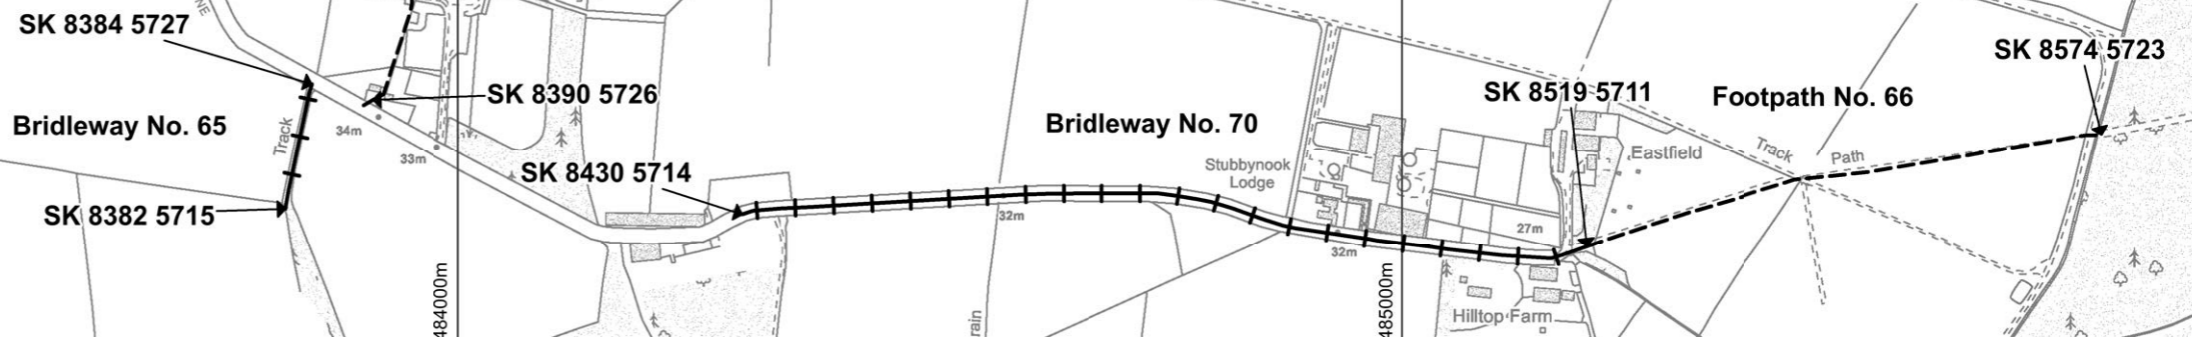 NE
SK 8384 5727
SK 8574 5723
SK 8390 5726
SK 8519 5711
Footpath No. 66
Bridleway No. 65
Track
34m
33m
Bridleway No. 70
Eastfield
Track
Path
SK 8430 5714
Stubbynook
Lodge
SK 8382 5715
32m
27m
32m
484000m
rain
485000m
Hilltop Farm